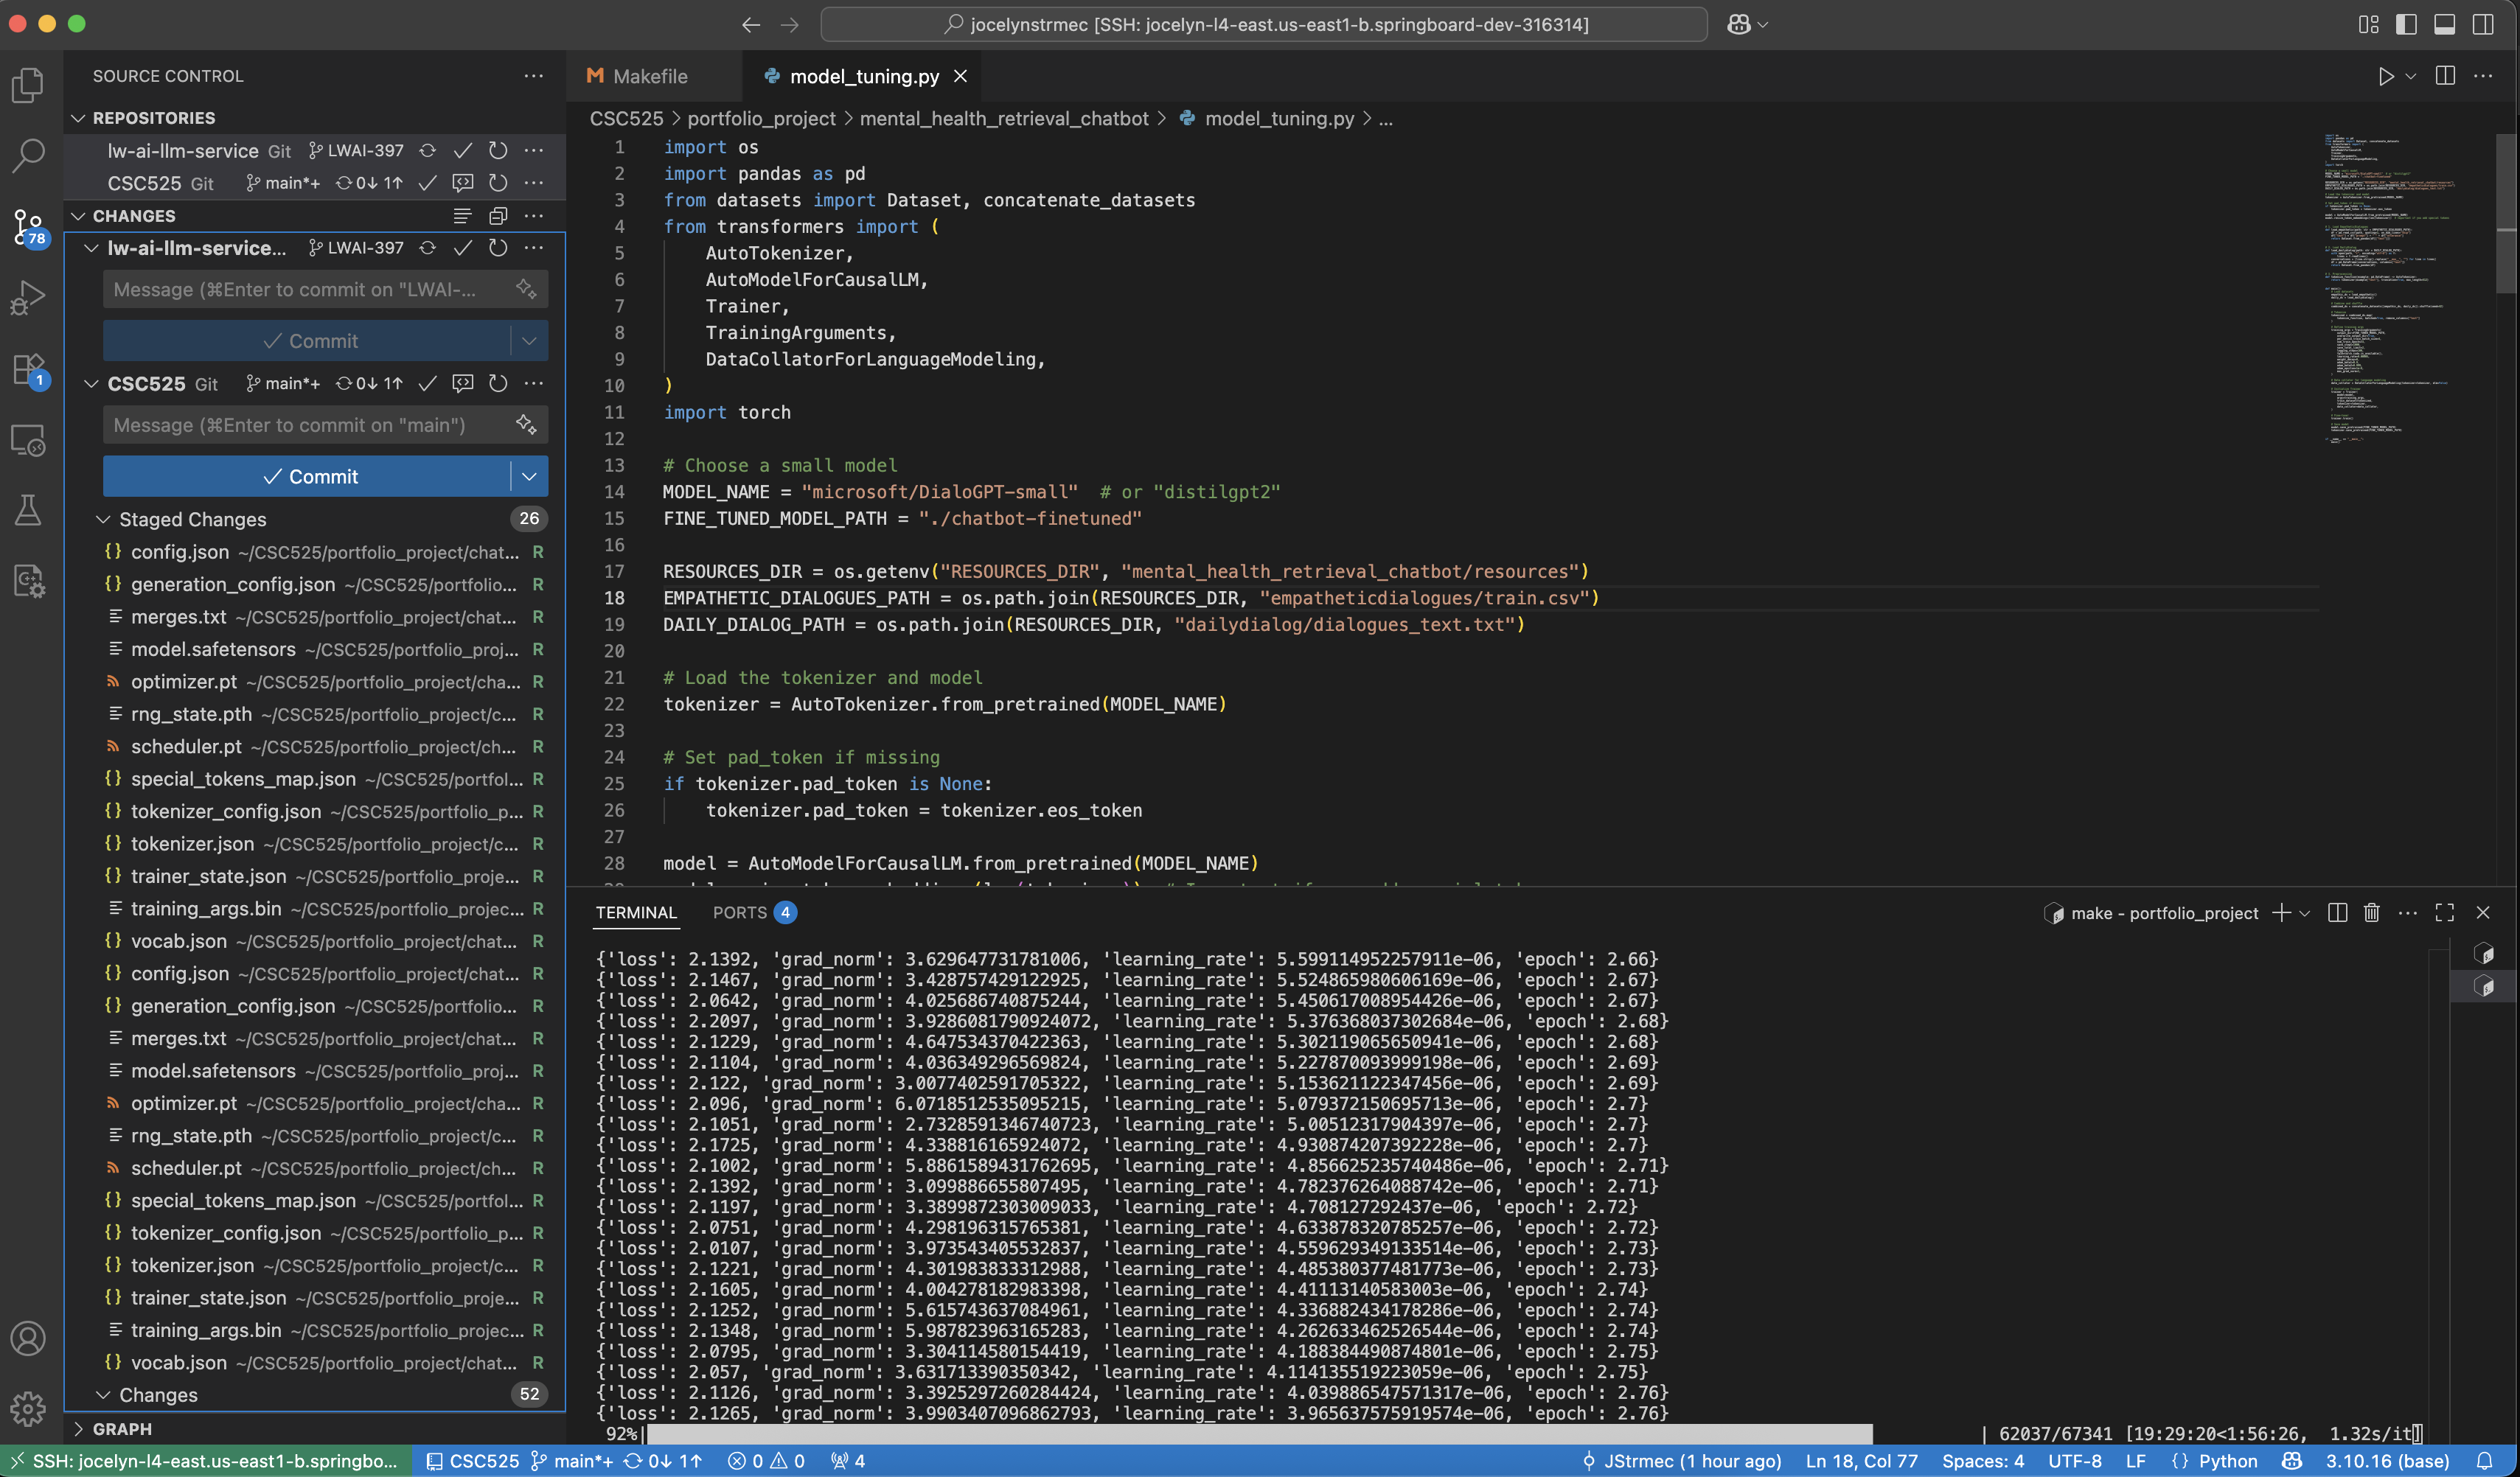 jocelynstrmec [SSH: jocelyn-l4-east.us-east1-b.springboard-dev-316314]
SOURCE CONTROL
REPOSITORIES
lw-ai-llm-service Git LWAI-397
CSC525 Git main*+ 0↓ 1↑
CHANGES
78
lw-ai-llm-service... LWAI-397
Message (⌘Enter to commit on "LWAI-...
Commit
1
CSC525 Git main*+ 0↓ 1↑
Message (⌘Enter to commit on "main")
Commit
Staged Changes 26
config.json ~/CSC525/portfolio_project/chat... R
generation_config.json ~/CSC525/portfolio... R
merges.txt ~/CSC525/portfolio_project/chat... R
model.safetensors ~/CSC525/portfolio_proj... R
optimizer.pt ~/CSC525/portfolio_project/cha... R
rng_state.pth ~/CSC525/portfolio_project/c... R
scheduler.pt ~/CSC525/portfolio_project/ch... R
special_tokens_map.json ~/CSC525/portfol... R
tokenizer_config.json ~/CSC525/portfolio_p... R
tokenizer.json ~/CSC525/portfolio_project/c... R
trainer_state.json ~/CSC525/portfolio_proje... R
training_args.bin ~/CSC525/portfolio_projec... R
vocab.json ~/CSC525/portfolio_project/chat... R
config.json ~/CSC525/portfolio_project/chat... R
generation_config.json ~/CSC525/portfolio... R
merges.txt ~/CSC525/portfolio_project/chat... R
model.safetensors ~/CSC525/portfolio_proj... R
optimizer.pt ~/CSC525/portfolio_project/cha... R
rng_state.pth ~/CSC525/portfolio_project/c... R
scheduler.pt ~/CSC525/portfolio_project/ch... R
special_tokens_map.json ~/CSC525/portfol... R
tokenizer_config.json ~/CSC525/portfolio_p... R
tokenizer.json ~/CSC525/portfolio_project/c... R
trainer_state.json ~/CSC525/portfolio_proje... R
training_args.bin ~/CSC525/portfolio_projec... R
vocab.json ~/CSC525/portfolio_project/chat... R
Changes 52
GRAPH
M Makefile
model_tuning.py
CSC525 > portfolio_project > mental_health_retrieval_chatbot > model_tuning.py > ...
1 import os
2 import pandas as pd
3 from datasets import Dataset, concatenate_datasets
4 from transformers import (
5     AutoTokenizer,
6     AutoModelForCausalLM,
7     Trainer,
8     TrainingArguments,
9     DataCollatorForLanguageModeling,
10 )
11 import torch
12
13 # Choose a small model
14 MODEL_NAME = "microsoft/DialoGPT-small"  # or "distilgpt2"
15 FINE_TUNED_MODEL_PATH = "./chatbot-finetuned"
16
17 RESOURCES_DIR = os.getenv("RESOURCES_DIR", "mental_health_retrieval_chatbot/resources")
18 EMPATHETIC_DIALOGUES_PATH = os.path.join(RESOURCES_DIR, "empatheticdialogues/train.csv")
19 DAILY_DIALOG_PATH = os.path.join(RESOURCES_DIR, "dailydialog/dialogues_text.txt")
20
21 # Load the tokenizer and model
22 tokenizer = AutoTokenizer.from_pretrained(MODEL_NAME)
23
24 # Set pad_token if missing
25 if tokenizer.pad_token is None:
26     tokenizer.pad_token = tokenizer.eos_token
27
28 model = AutoModelForCausalLM.from_pretrained(MODEL_NAME)
TERMINAL
PORTS 4
make - portfolio_project
{'loss': 2.1392, 'grad_norm': 3.629647731781006, 'learning_rate': 5.599114952257911e-06, 'epoch': 2.66}
{'loss': 2.1467, 'grad_norm': 3.428757429122925, 'learning_rate': 5.524865980606169e-06, 'epoch': 2.67}
{'loss': 2.0642, 'grad_norm': 4.025686740875244, 'learning_rate': 5.450617008954426e-06, 'epoch': 2.67}
{'loss': 2.2097, 'grad_norm': 3.9286081790924072, 'learning_rate': 5.376368037302684e-06, 'epoch': 2.68}
{'loss': 2.1229, 'grad_norm': 4.647534370422363, 'learning_rate': 5.302119065650941e-06, 'epoch': 2.68}
{'loss': 2.1104, 'grad_norm': 4.036349296569824, 'learning_rate': 5.227870093999198e-06, 'epoch': 2.69}
{'loss': 2.122, 'grad_norm': 3.0077402591705322, 'learning_rate': 5.153621122347456e-06, 'epoch': 2.69}
{'loss': 2.096, 'grad_norm': 6.0718512535095215, 'learning_rate': 5.079372150695713e-06, 'epoch': 2.7}
{'loss': 2.1051, 'grad_norm': 2.7328591346740723, 'learning_rate': 5.00512317904397e-06, 'epoch': 2.7}
{'loss': 2.1725, 'grad_norm': 4.338816165924072, 'learning_rate': 4.930874207392228e-06, 'epoch': 2.7}
{'loss': 2.1002, 'grad_norm': 5.8861589431762695, 'learning_rate': 4.856625235740486e-06, 'epoch': 2.71}
{'loss': 2.1392, 'grad_norm': 3.099886655807495, 'learning_rate': 4.782376264088742e-06, 'epoch': 2.71}
{'loss': 2.1197, 'grad_norm': 3.3899872303009033, 'learning_rate': 4.708127292437e-06, 'epoch': 2.72}
{'loss': 2.0751, 'grad_norm': 4.298196315765381, 'learning_rate': 4.633878320785257e-06, 'epoch': 2.72}
{'loss': 2.0107, 'grad_norm': 3.973543405532837, 'learning_rate': 4.559629349133514e-06, 'epoch': 2.73}
{'loss': 2.1221, 'grad_norm': 4.301983833312988, 'learning_rate': 4.485380377481773e-06, 'epoch': 2.73}
{'loss': 2.1605, 'grad_norm': 4.004278182983398, 'learning_rate': 4.41113140583003e-06, 'epoch': 2.74}
{'loss': 2.1252, 'grad_norm': 5.615743637084961, 'learning_rate': 4.336882434178286e-06, 'epoch': 2.74}
{'loss': 2.1348, 'grad_norm': 5.987823963165283, 'learning_rate': 4.262633462526544e-06, 'epoch': 2.74}
{'loss': 2.0795, 'grad_norm': 3.304114580154419, 'learning_rate': 4.188384490874801e-06, 'epoch': 2.75}
{'loss': 2.057, 'grad_norm': 3.631713390350342, 'learning_rate': 4.114135519223059e-06, 'epoch': 2.75}
{'loss': 2.1126, 'grad_norm': 3.3925297260284424, 'learning_rate': 4.039886547571317e-06, 'epoch': 2.76}
{'loss': 2.1265, 'grad_norm': 3.9903407096862793, 'learning_rate': 3.965637575919574e-06, 'epoch': 2.76}
92%| | 62037/67341 [19:29:20<1:56:26, 1.32s/it]
SSH: jocelyn-l4-east.us-east1-b.springbo... CSC525 main*+ 0↓ 1↑ 0 0 4 JStrmec (1 hour ago) Ln 18, Col 77 Spaces: 4 UTF-8 LF {} Python 3.10.16 (base)